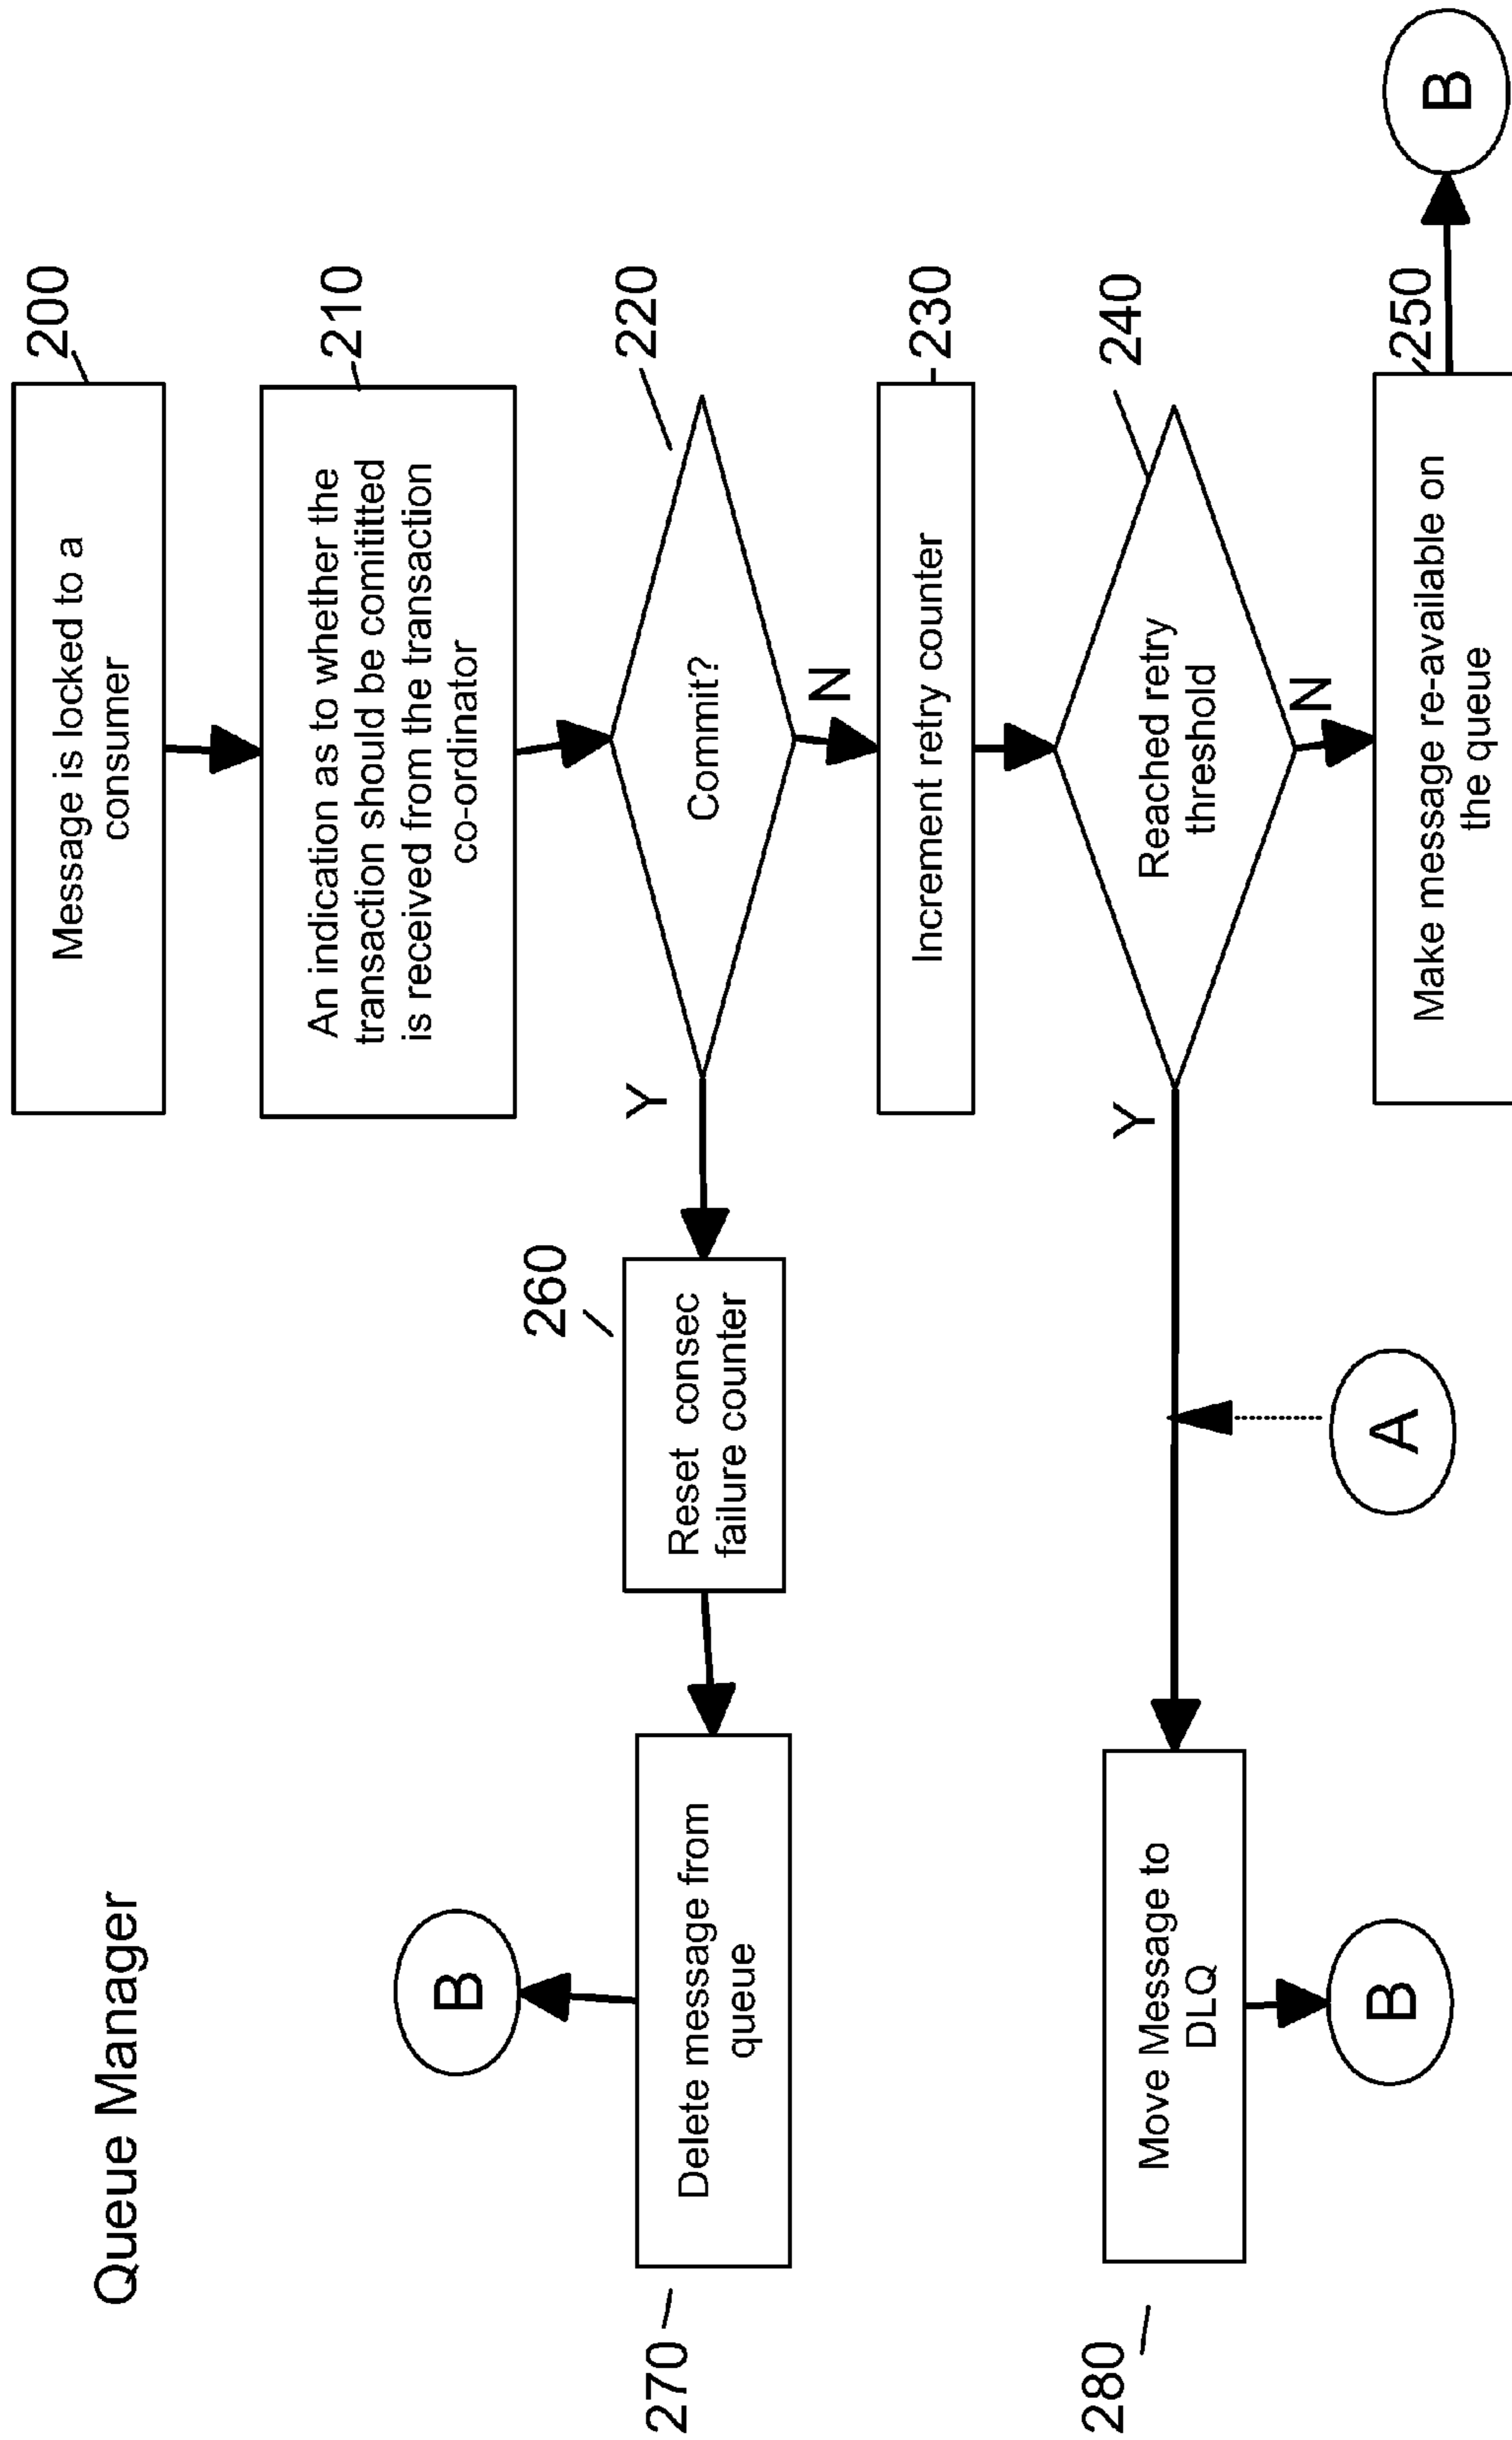 Queue Manager
Message is locked to a
consumer
200
An indication as to whether the
transaction should be comititted
is received from the transaction
co-ordinator
210
Commit?
220
Y
N
Reset consec
failure counter
260
Delete message from
queue
270
B
Increment retry counter
230
Reached retry
threshold
240
Y
N
A
Move Message to
DLQ
280
B
Make message re-available on
the queue
250
B